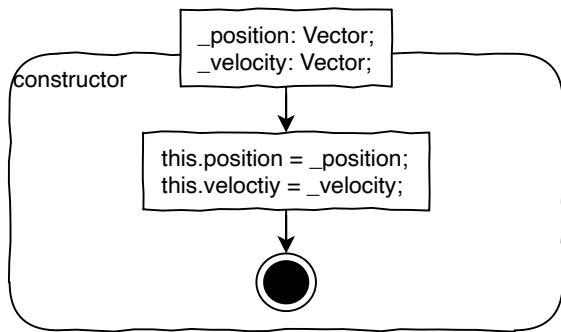 _position: Vector;
_velocity: Vector;
constructor
this.position = _position;
this.veloctiy = _velocity;